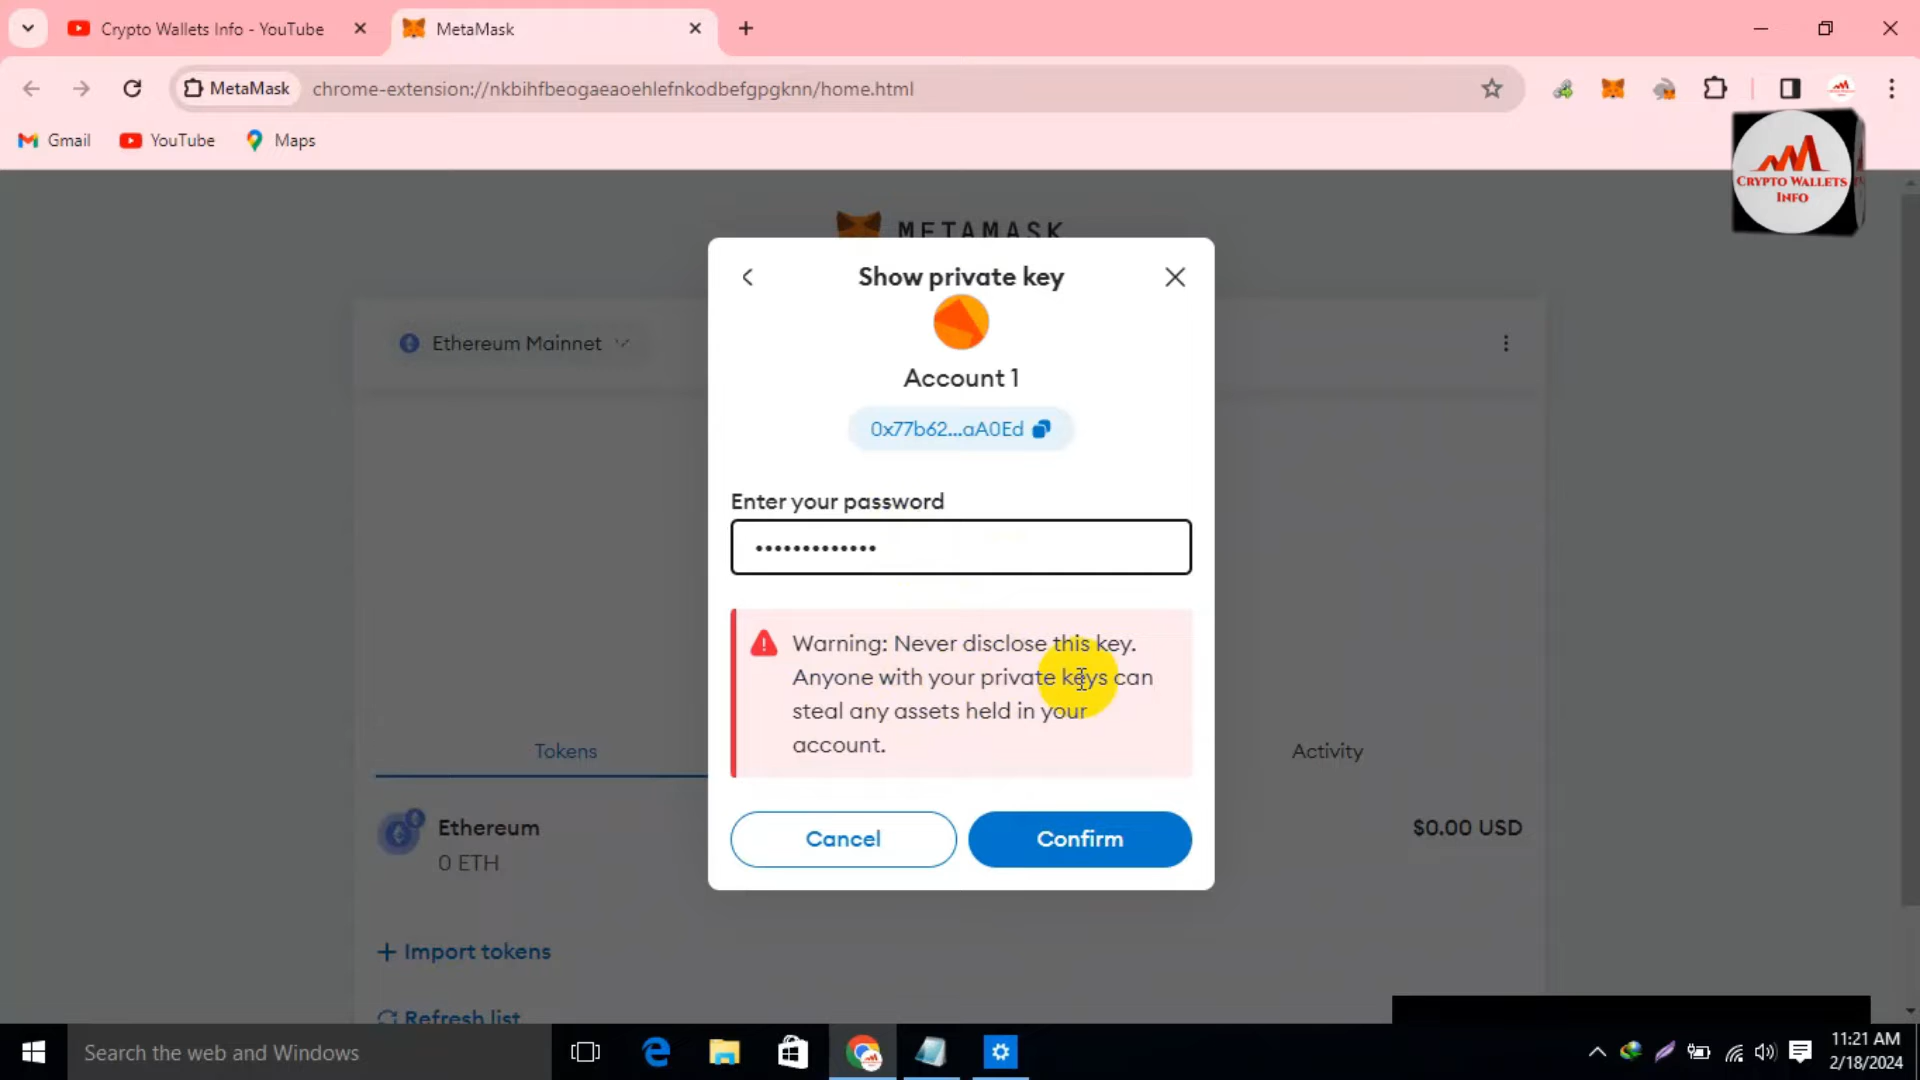 Crypto Wallets Info - YouTube
MetaMask
MetaMask
chrome-extension://nkbihfbeogaeaoehlefnkodbefgpgknn/home.html
Gmail
YouTube
Maps
CRYPTO WALLETS
INFO
METAMASK
Show private key
Ethereum Mainnet
Account 1
0x77b62...aA0Ed
Enter your password
•••••••••••••
Warning: Never disclose this key.
Anyone with your private keys can
steal any assets held in your
account.
Tokens
Activity
Ethereum
$0.00 USD
0 ETH
Cancel
Confirm
+ Import tokens
Refresh list
Search the web and Windows
11:21 AM
2/18/2024